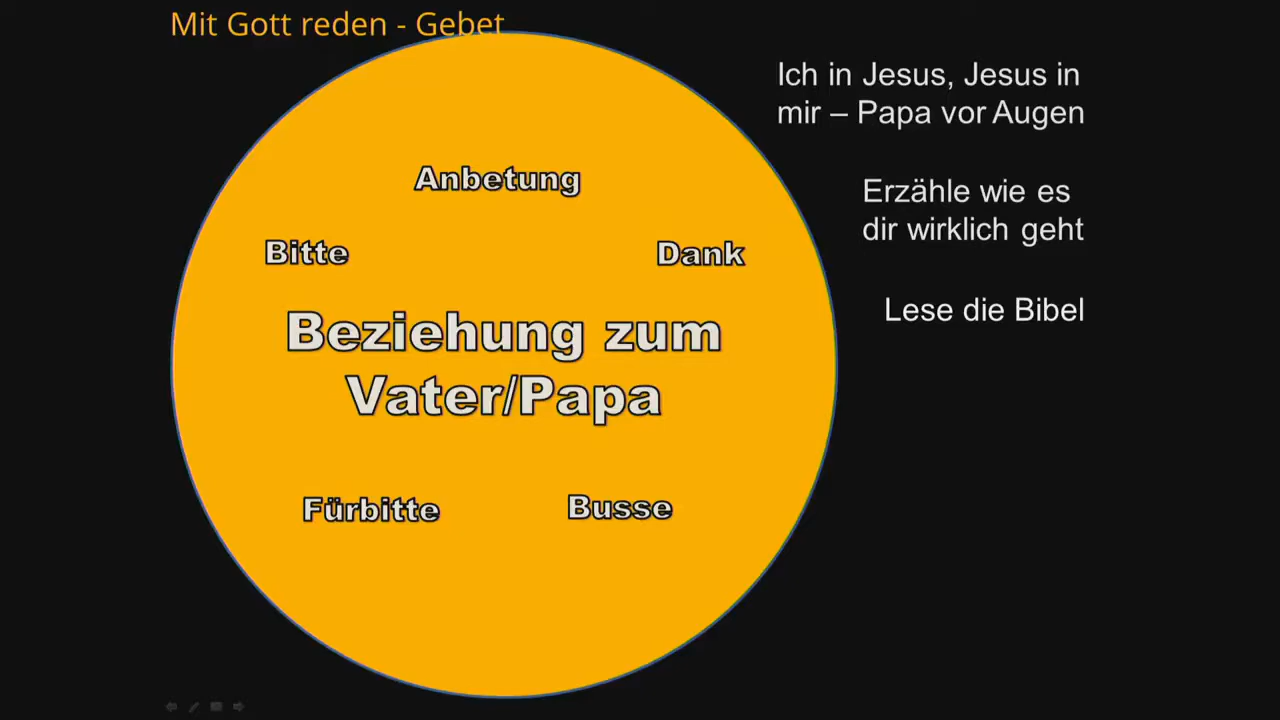 Mit Gott reden - Gebet
Anbetung
Bitte
Dank
Beziehung zum
Vater/Papa
Fürbitte
Busse
Ich in Jesus, Jesus in
mir – Papa vor Augen
Erzähle wie es
dir wirklich geht
Lese die Bibel